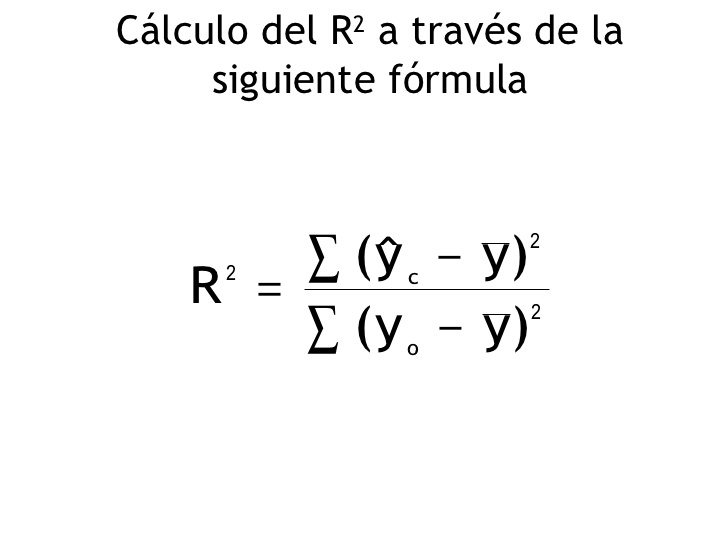 Cálculo del R² a través de la
siguiente fórmula
R² = ∑ (ŷc – y̅)²
∑ (yo – y̅)²